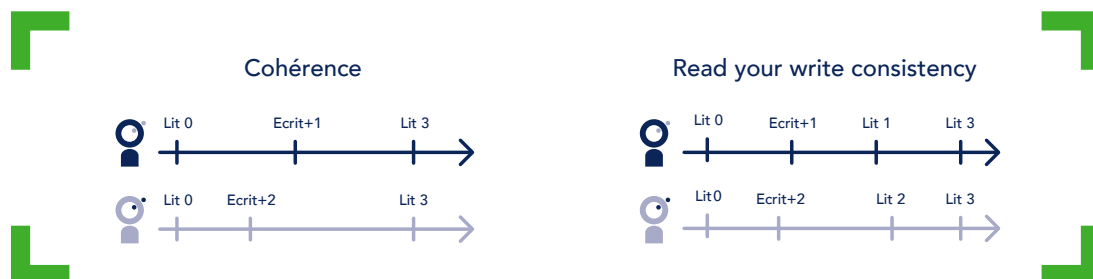 Cohérence
Lit 0 Ecrit+1 Lit 3
Lit 0 Ecrit+2 Lit 3
Read your write consistency
Lit 0 Ecrit+1 Lit 1 Lit 3
Lit0 Ecrit+2 Lit 2 Lit 3